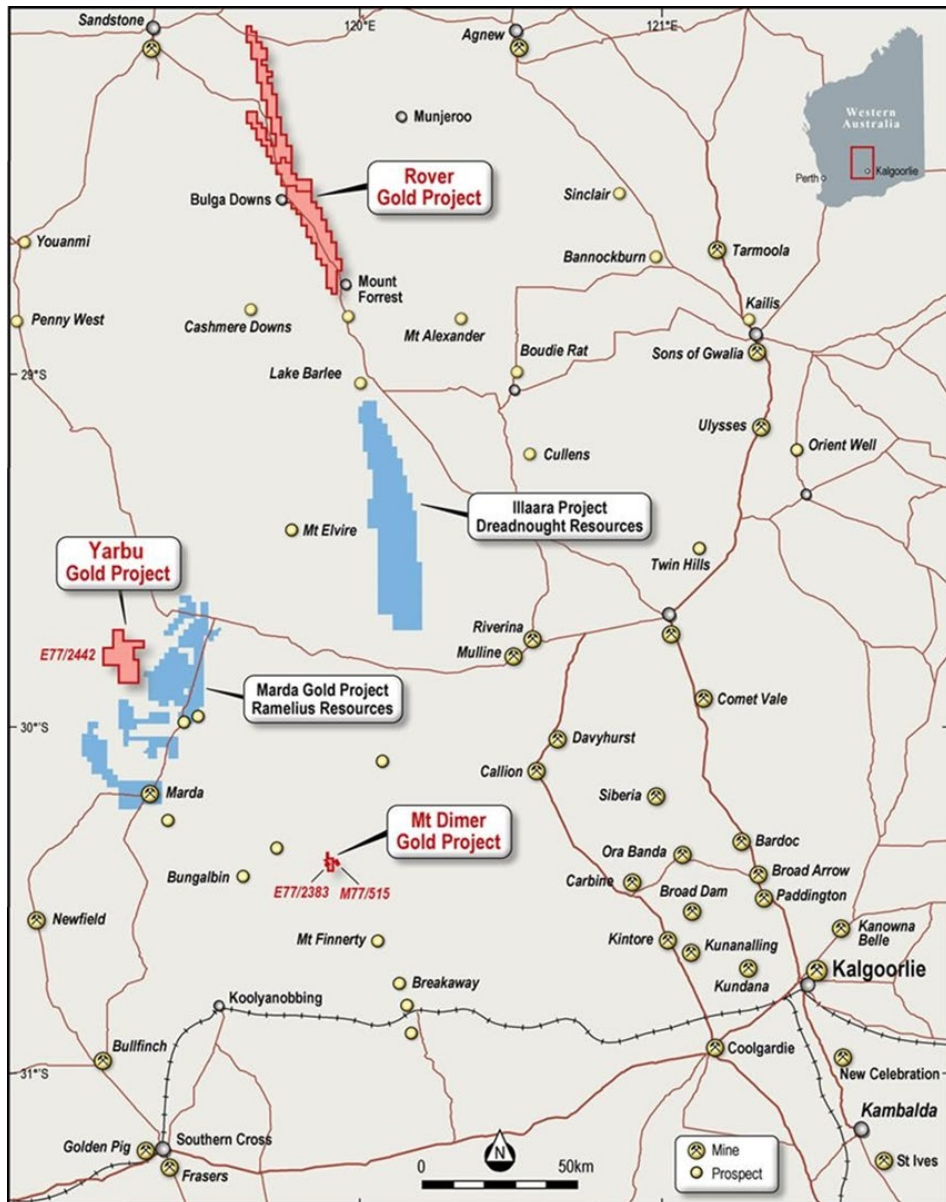 Sandstone
120°E
Agnew
121°E
Western
Australia
Perth
Kalgoorlie
Munjeroo
Rover
Gold Project
Bulga Downs
Sinclair
Youanmi
Bannockburn
Tarmoola
Mount
Forrest
Penny West
Cashmere Downs
Mt Alexander
Kailis
Boudie Rat
Sons of Gwalia
Lake Barlee
29°S
Ulysses
Cullens
Orient Well
Illaara Project
Dreadnought Resources
Mt Elvire
Yarbu
Gold Project
Twin Hills
E77/2442
Riverina
Mulline
Marda Gold Project
Ramelius Resources
Comet Vale
30°S
Davyhurst
Callion
Siberia
Marda
Mt Dimer
Gold Project
Bardoc
Ora Banda
Broad Arrow
Bungalbin
E77/2383
M77/515
Carbine
Broad Dam
Paddington
Newfield
Kanowna
Belle
Mt Finnerty
Kintore
Kunanalling
Kundana
Kalgoorlie
Breakaway
Koolyanobbing
Bullfinch
Coolgardie
31°S
New Celebration
Kambalda
Golden Pig
Southern Cross
Frasers
N
0
50km
Mine
Prospect
St Ives